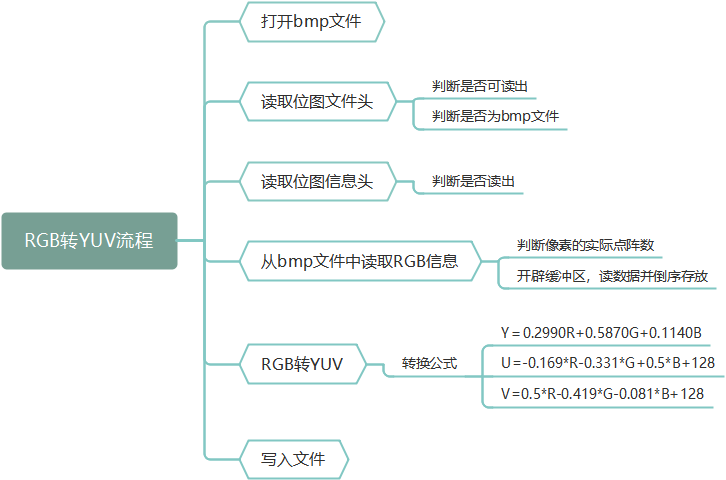 RGB转YUV流程
打开bmp文件
读取位图文件头
判断是否可读出
判断是否为bmp文件
读取位图信息头
判断是否读出
从bmp文件中读取RGB信息
判断像素的实际点阵数
开辟缓冲区，读数据并倒序存放
RGB转YUV
转换公式
Y＝0.2990R+0.5870G+0.1140B
U＝-0.169*R-0.331*G+0.5*B+128
V＝0.5*R-0.419*G-0.081*B+128
写入文件